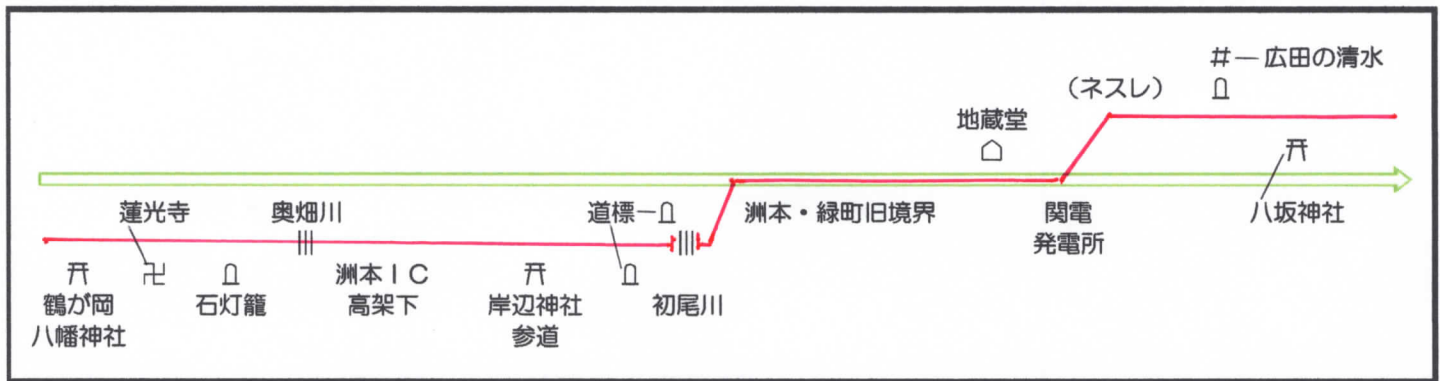 #—広田の清水
(ネスレ)
地蔵堂
蓮光寺
奥畑川
道標—
洲本・緑町旧境界
関電
発電所
八坂神社
鶴が岡
八幡神社
卍
石灯籠
洲本IC
高架下
岸辺神社
参道
初尾川